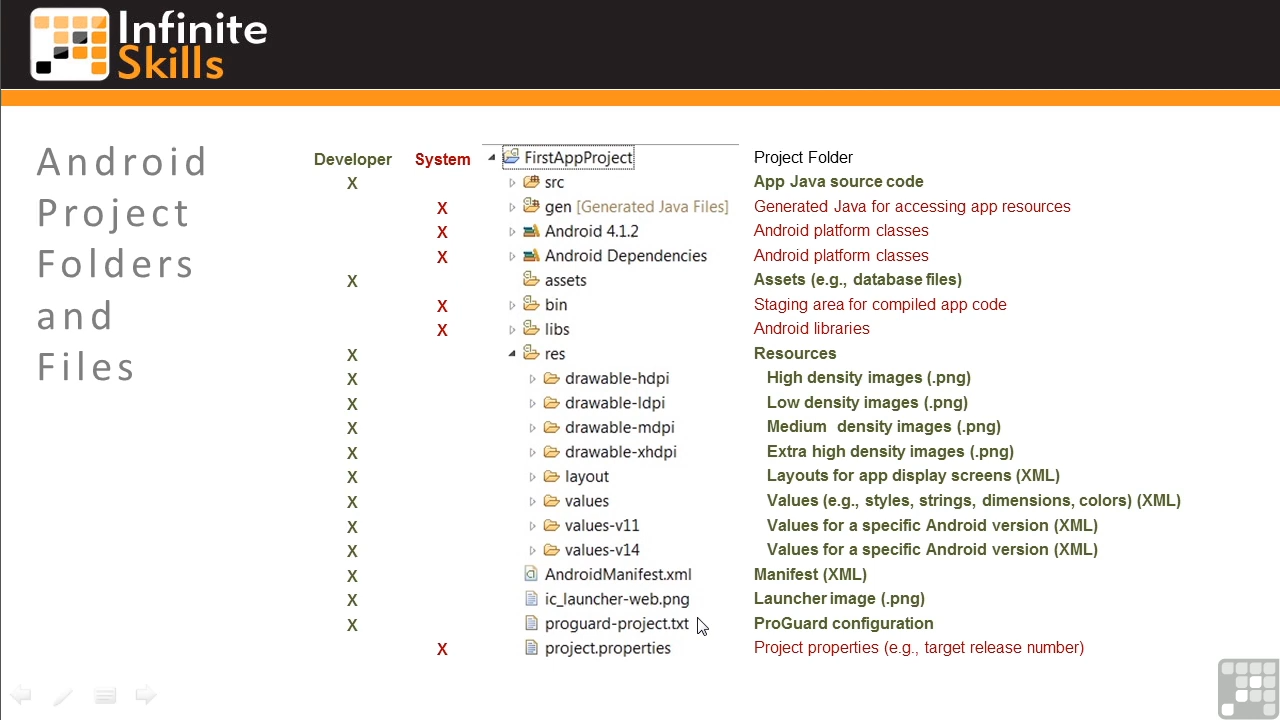 Infinite
Skills
Android
Project
Folders
and
Files
Developer System FirstAppProject Project Folder
X src App Java source code
X gen [Generated Java Files] Generated Java for accessing app resources
X Android 4.1.2 Android platform classes
X Android Dependencies Android platform classes
X assets Assets (e.g., database files)
X bin Staging area for compiled app code
X libs Android libraries
X res Resources
X drawable-hdpi High density images (.png)
X drawable-ldpi Low density images (.png)
X drawable-mdpi Medium density images (.png)
X drawable-xhdpi Extra high density images (.png)
X layout Layouts for app display screens (XML)
X values Values (e.g., styles, strings, dimensions, colors) (XML)
X values-v11 Values for a specific Android version (XML)
X values-v14 Values for a specific Android version (XML)
X AndroidManifest.xml Manifest (XML)
X ic_launcher-web.png Launcher image (.png)
X proguard-project.txt ProGuard configuration
X project.properties Project properties (e.g., target release number)